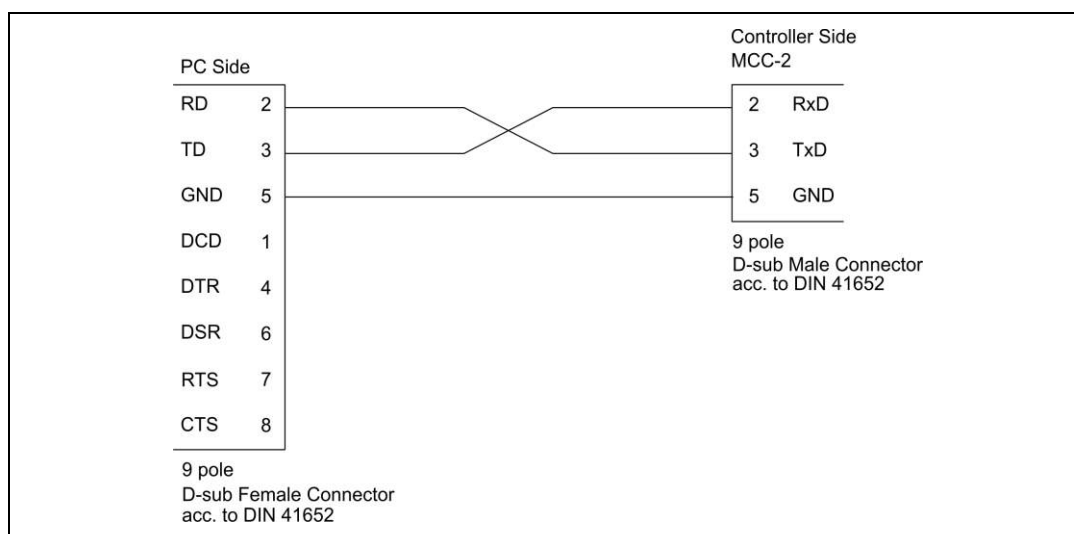 PC Side
RD 2
TD 3
GND 5
DCD 1
DTR 4
DSR 6
RTS 7
CTS 8
9 pole
D-sub Female Connector
acc. to DIN 41652
Controller Side
MCC-2
2 RxD
3 TxD
5 GND
9 pole
D-sub Male Connector
acc. to DIN 41652